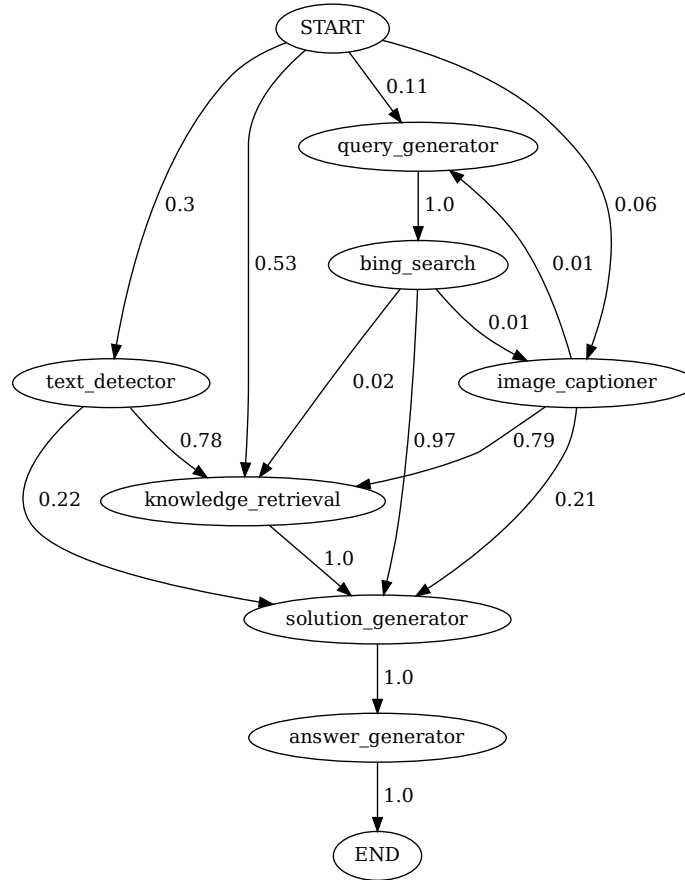 START
0.11
query_generator
0.3
1.0
0.06
0.53
bing_search
0.01
0.01
text_detector
0.02
image_captioner
0.78
0.97
0.79
0.22
knowledge_retrieval
0.21
1.0
solution_generator
1.0
answer_generator
1.0
END